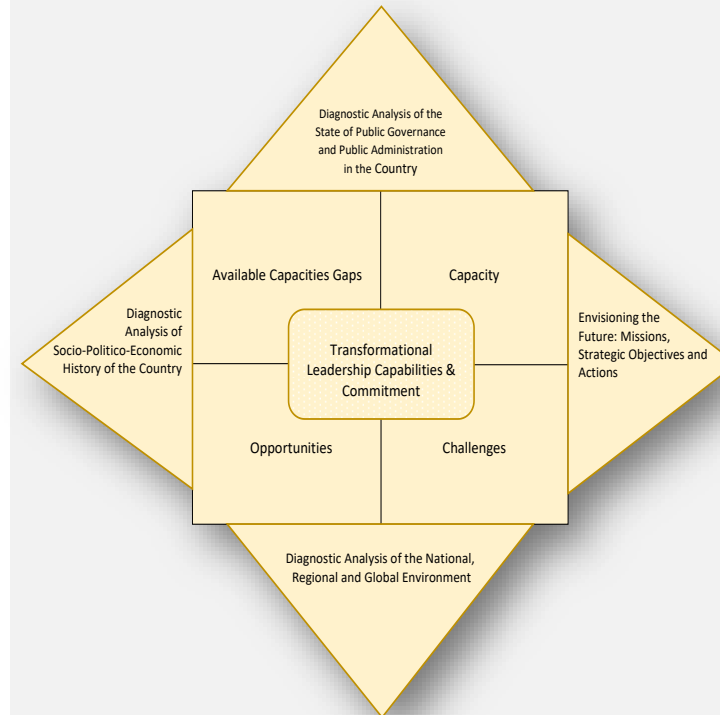 Diagnostic Analysis of the
State of Public Governance
and Public Administration
in the Country
Available Capacities Gaps
Capacity
Diagnostic
Analysis of
Socio-Politico-Economic
History of the Country
Transformational
Leadership Capabilities &
Commitment
Envisioning the
Future: Missions,
Strategic Objectives and
Actions
Opportunities
Challenges
Diagnostic Analysis of the National,
Regional and Global Environment